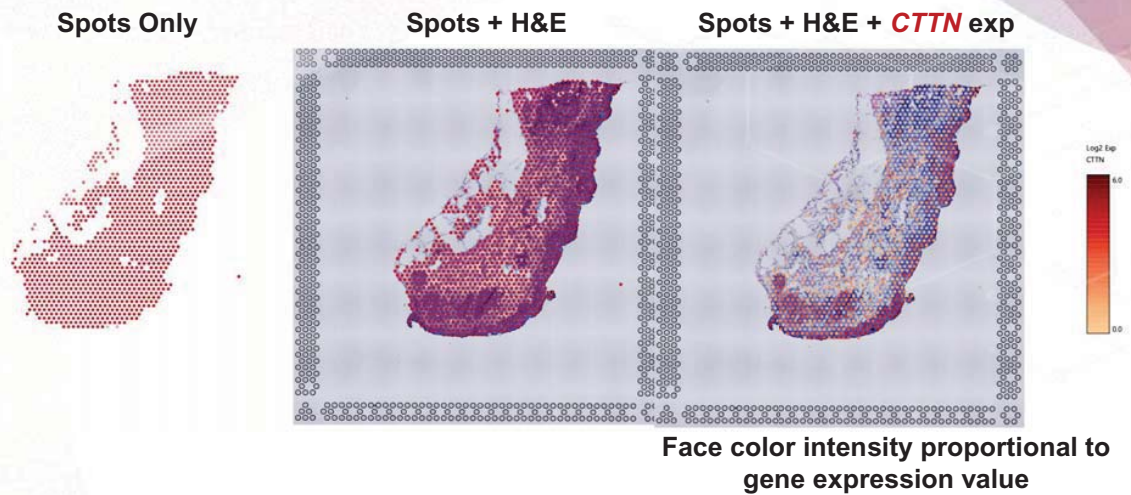 Spots Only
Spots + H&E
Spots + H&E + CTTN exp
Log2 Exp
CTTN
6.0
0.0
Face color intensity proportional to
gene expression value